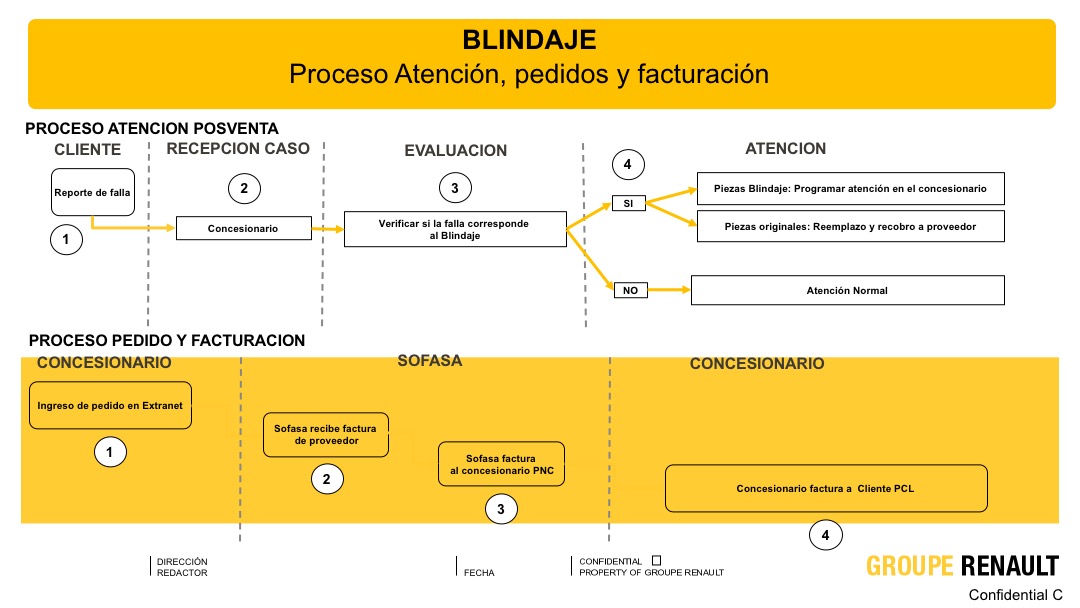 BLINDAJE
Proceso Atención, pedidos y facturación
PROCESO ATENCION POSVENTA
CLIENTE
RECEPCION CASO
EVALUACION
ATENCION
4
Reporte de falla
2
3
Piezas Blindaje: Programar atención en el concesionario
SI
1
Concesionario
Verificar si la falla corresponde
al Blindaje
Piezas originales: Reemplazo y recobro a proveedor
NO
Atención Normal
PROCESO PEDIDO Y FACTURACION
CONCESIONARIO
SOFASA
CONCESIONARIO
Ingreso de pedido en Extranet
1
Sofasa recibe factura
de proveedor
2
Sofasa factura
al concesionario PNC
3
Concesionario factura a  Cliente PCL
4
DIRECCIÓN
REDACTOR
FECHA
CONFIDENTIAL ☐
PROPERTY OF GROUPE RENAULT
GROUPE RENAULT
Confidential C